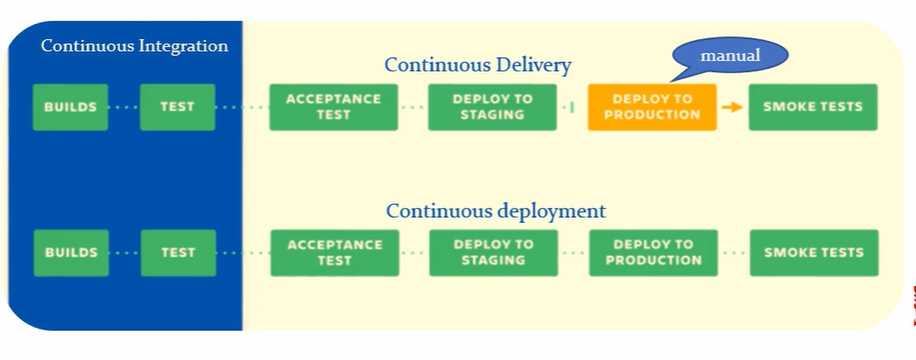 Continuous Integration
Continuous Delivery
manual
BUILDS
TEST
ACCEPTANCE
TEST
DEPLOY TO
STAGING
DEPLOY TO
PRODUCTION
SMOKE TESTS
Continuous deployment
BUILDS
TEST
ACCEPTANCE
TEST
DEPLOY TO
STAGING
DEPLOY TO
PRODUCTION
SMOKE TESTS